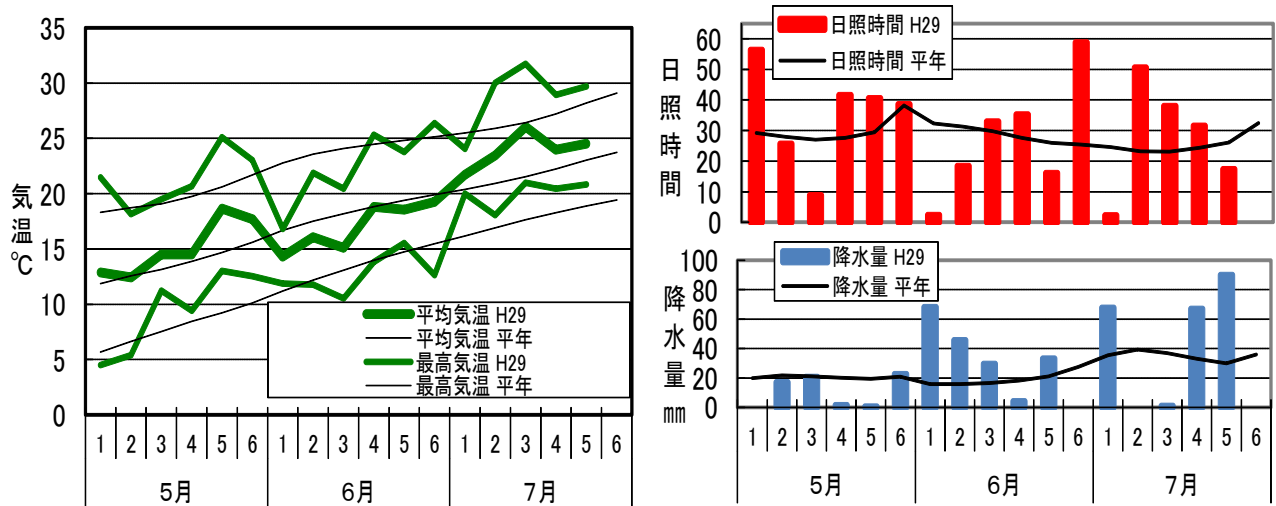 35
30
25
20
15
10
5
0
気温℃
平均気温 H29
平均気温 平年
最高気温 H29
最高気温 平年
1 2 3 4 5 6 1 2 3 4 5 6 1 2 3 4 5 6
5月 6月 7月
日照時間
60
50
40
30
20
10
0
日照時間 H29
日照時間 平年
降水量 mm
100
80
60
40
20
0
降水量 H29
降水量 平年
1 2 3 4 5 6 1 2 3 4 5 6 1 2 3 4 5 6
5月 6月 7月